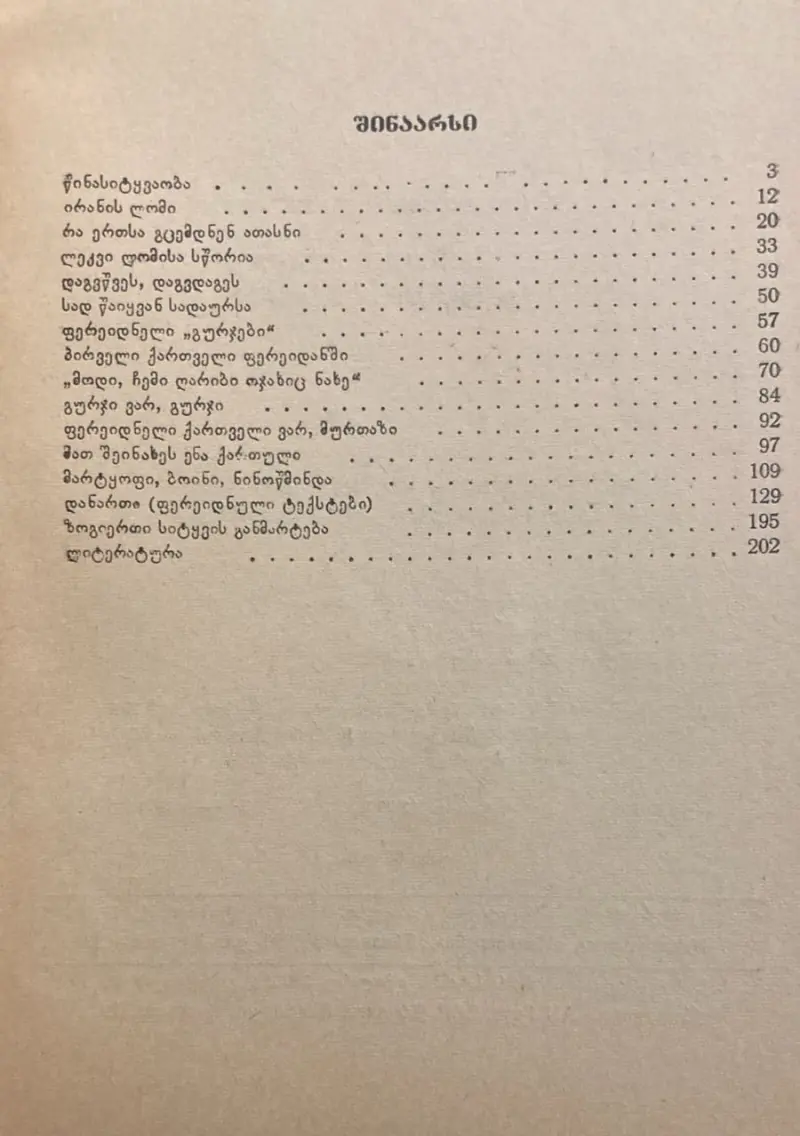 შინაარსი
წინასიტყვაობა . . . . . . . . . . . . . . . . . . . . 3
ირანის ლომი . . . . . . . . . . . . . . . . . . . . 12
რა ერთსა გცემდნენ ათასნი . . . . . . . . . . . . . . . . 20
ლეკვი ლომისა სწორია . . . . . . . . . . . . . . . . . 33
დაგვწვეს, დაგვდაგეს . . . . . . . . . . . . . . . . . 39
სად წაიყვან სადაურსა . . . . . . . . . . . . . . . . . 50
ფერეიდნელი „გურჯები“ . . . . . . . . . . . . . . . . 57
პირველი ქართველი ფერეიდანში . . . . . . . . . . . . . . 60
„მოდი, ჩემი ღარიბი ოჯახიც ნახე“ . . . . . . . . . . . . . 70
გურჯი ვარ, გურჯი . . . . . . . . . . . . . . . . . . 84
ფერეიდნელი ქართველი ვარ, მურთაზი . . . . . . . . . . . . 92
მათ შეინახეს ენა ქართული . . . . . . . . . . . . . . . 97
მარტყოფი, ბოინი, ნინოწმინდა . . . . . . . . . . . . . . 109
დანართი (ფერეიდნული ტექსტები) . . . . . . . . . . . . . 129
ზოგიერთი სიტყვის განმარტება . . . . . . . . . . . . . . 195
ლიტერატურა . . . . . . . . . . . . . . . . . . . . 202